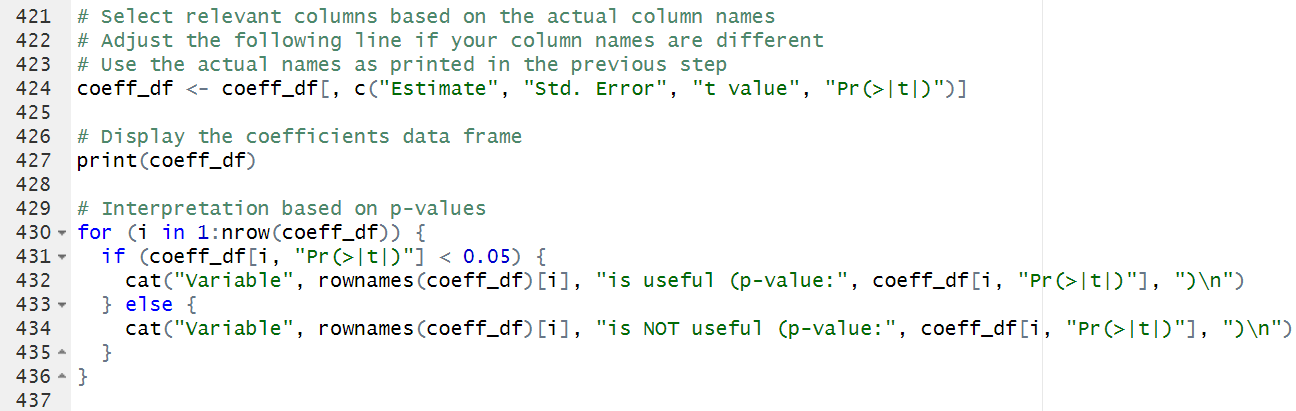 421 # Select relevant columns based on the actual column names
422 # Adjust the following line if your column names are different
423 # Use the actual names as printed in the previous step
424 coeff_df <- coeff_df[, c("Estimate", "Std. Error", "t value", "Pr(>|t|)")]
425
426 # Display the coefficients data frame
427 print(coeff_df)
428
429 # Interpretation based on p-values
430 for (i in 1:nrow(coeff_df)) {
431   if (coeff_df[i, "Pr(>|t|)"] < 0.05) {
432     cat("Variable", rownames(coeff_df)[i], "is useful (p-value:", coeff_df[i, "Pr(>|t|)"], ")\n")
433   } else {
434     cat("Variable", rownames(coeff_df)[i], "is NOT useful (p-value:", coeff_df[i, "Pr(>|t|)"], ")\n")
435   }
436 }
437